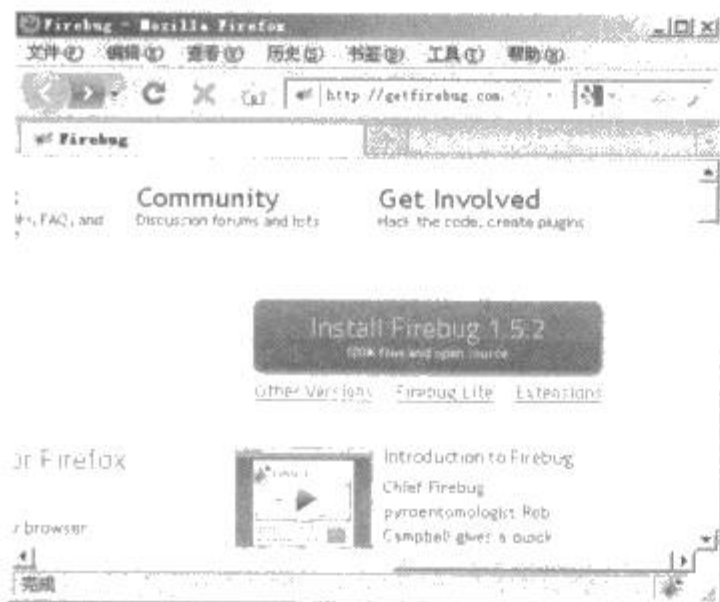 Firebug - Mozilla Firefox
文件(F) 编辑(E) 查看(V) 历史(S) 书签(B) 工具(T) 帮助(H)
http://getfirebug.com
Firebug
Community
Get Involved
FAQ, and
Discussion forums and lists
Hack the code, create plugins
Install Firebug 1.5.2
100% free and open source
Other Versions Firebug Lite Extensions
or Firefox
Introduction to Firebug
Chief Firebug
pyroentomologist Rob
browser
Campbell gives a quick
完成